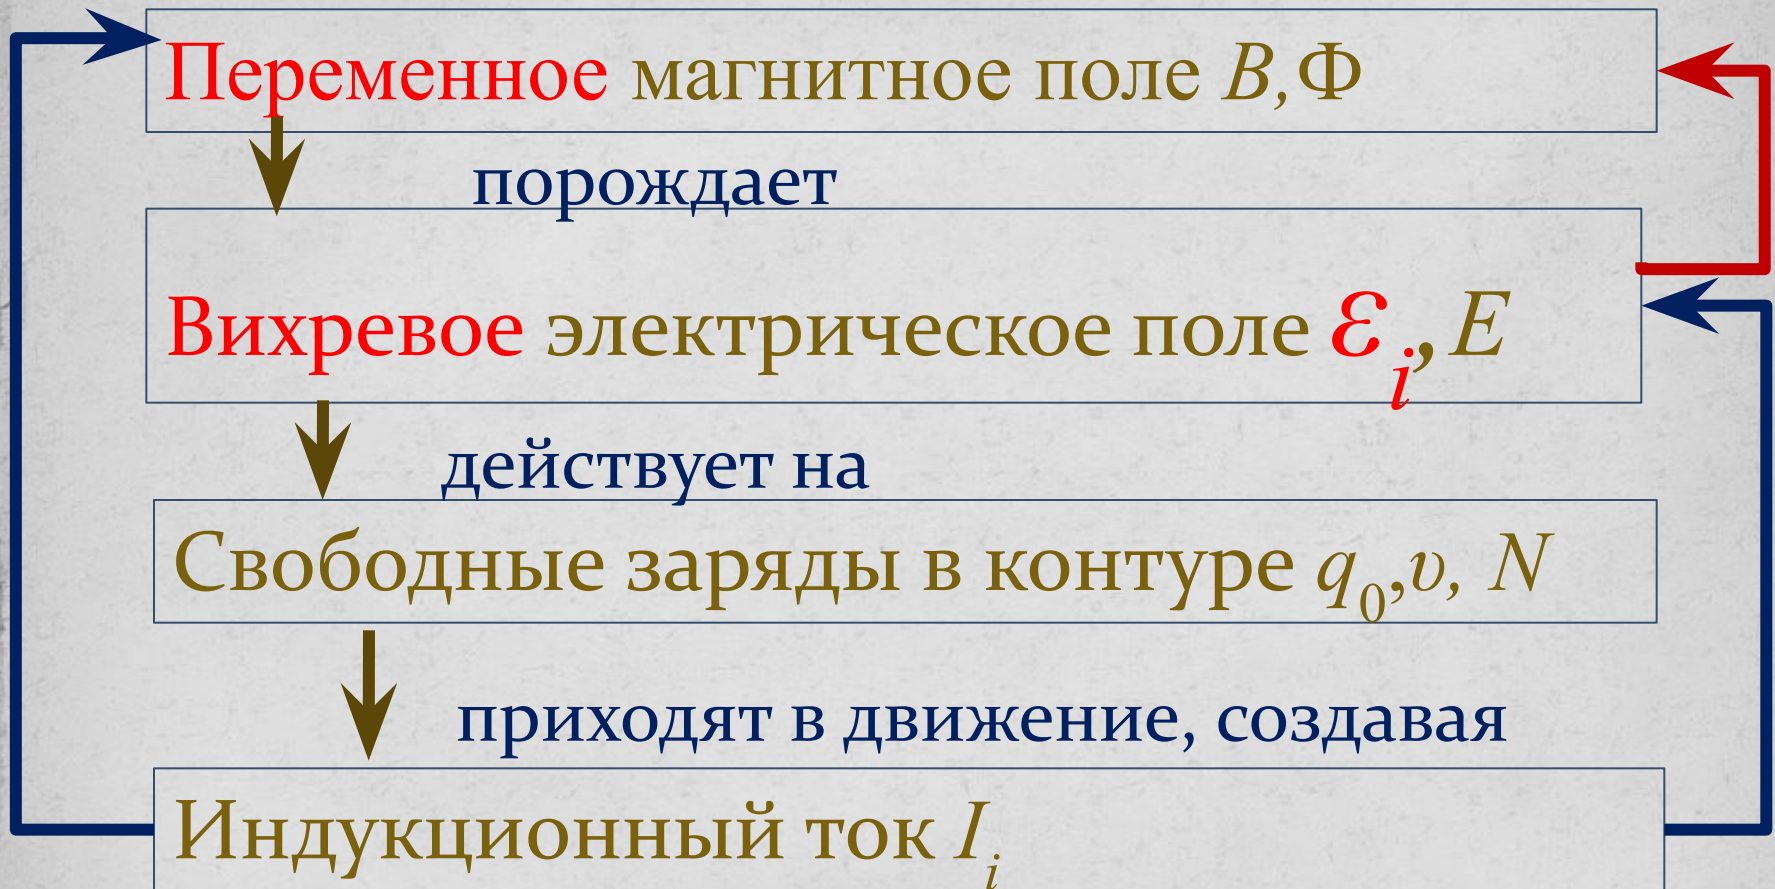 Переменное магнитное поле B,Ф
порождает
Вихревое электрическое поле ℰi, E
действует на
Свободные заряды в контуре q0,υ, N
приходят в движение, создавая
Индукционный ток Ii